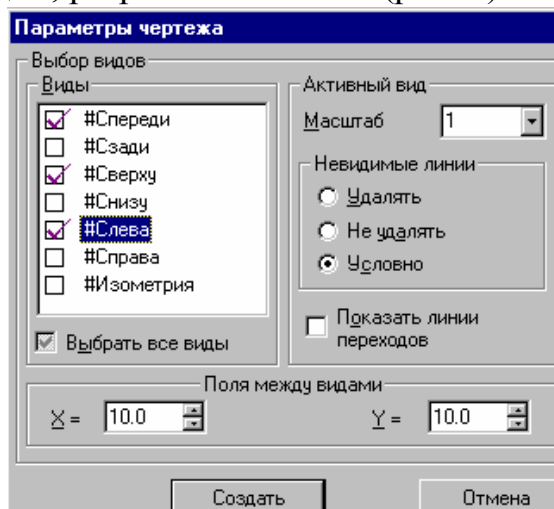 Параметры чертежа
Выбор видов
Виды
#Спереди
#Сзади
#Сверху
#Снизу
#Слева
#Справа
#Изометрия
Выбрать все виды
Активный вид
Масштаб 1
Невидимые линии
Удалять
Не удалять
Условно
Показать линии
переходов
Поля между видами
X = 10.0 Y = 10.0
Создать Отмена